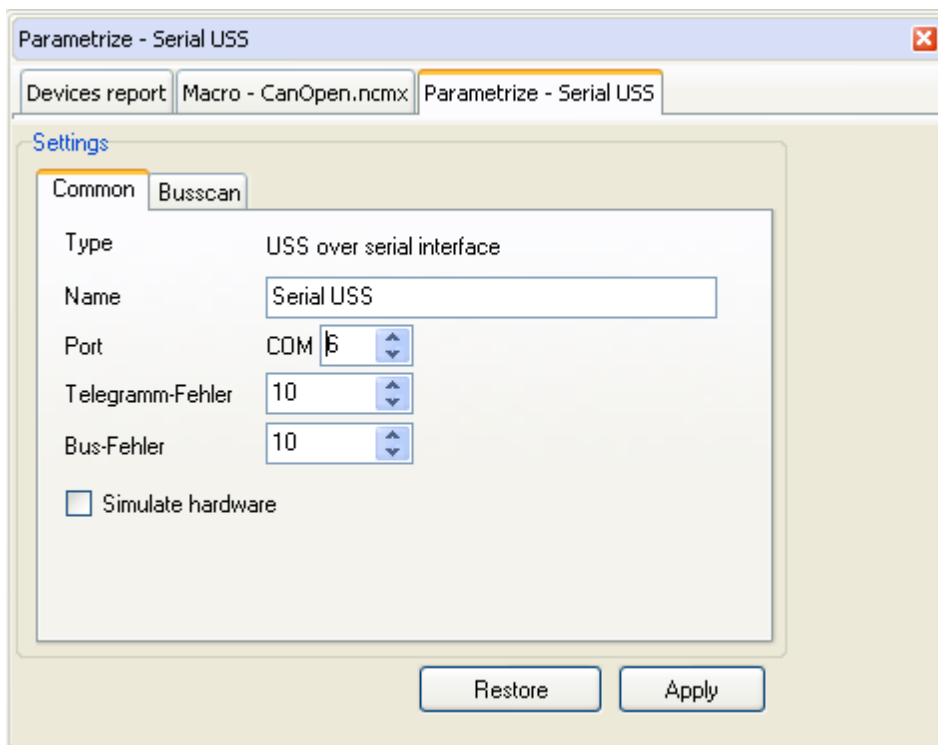 Parametrize - Serial USS
Devices report Macro - CanOpen.ncmx Parametrize - Serial USS
Settings
Common Busscan
Type USS over serial interface
Name Serial USS
Port COM 6
Telegramm-Fehler 10
Bus-Fehler 10
Simulate hardware
Restore Apply